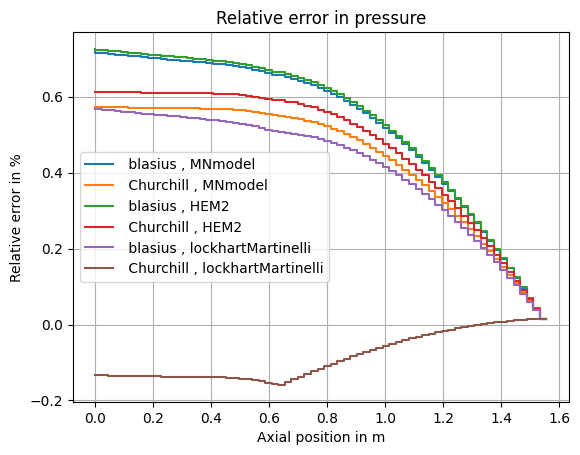 Relative error in pressure
Relative error in %
0.6
0.4
0.2
0.0
−0.2
blasius , MNmodel
Churchill , MNmodel
blasius , HEM2
Churchill , HEM2
blasius , lockhartMartinelli
Churchill , lockhartMartinelli
0.0 0.2 0.4 0.6 0.8 1.0 1.2 1.4 1.6
Axial position in m